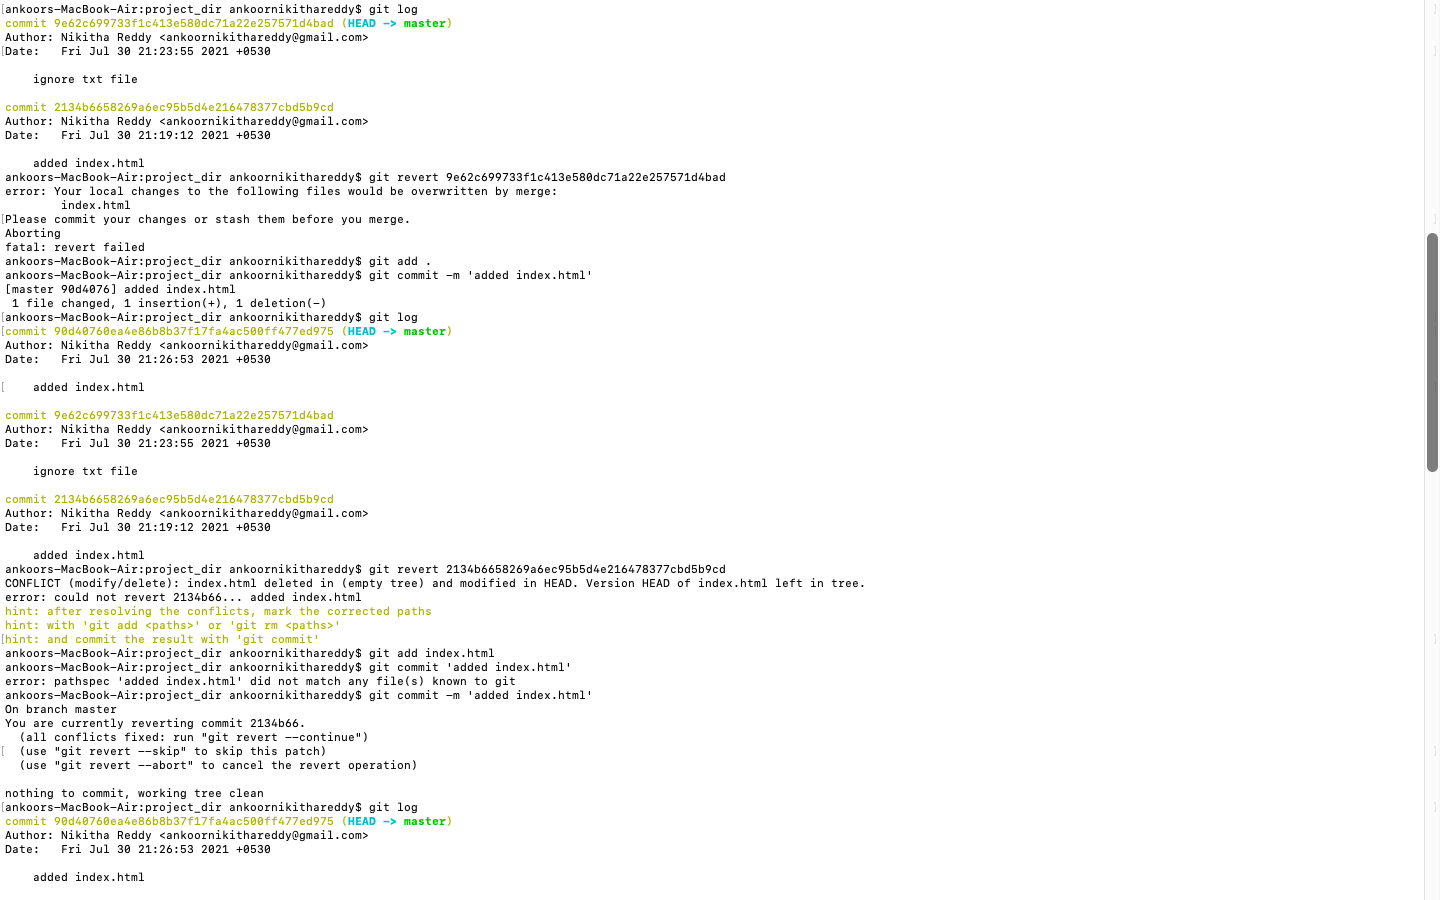 [ankoors-MacBook-Air:project_dir ankoornikithareddy$ git log
commit 9e62c699733f1c413e580dc71a22e257571d4bad (HEAD -> master)
Author: Nikitha Reddy <ankoornikithareddy@gmail.com>
[Date:   Fri Jul 30 21:23:55 2021 +0530

    ignore txt file

commit 2134b6658269a6ec95b5d4e216478377cbd5b9cd
Author: Nikitha Reddy <ankoornikithareddy@gmail.com>
Date:   Fri Jul 30 21:19:12 2021 +0530

    added index.html
ankoors-MacBook-Air:project_dir ankoornikithareddy$ git revert 9e62c699733f1c413e580dc71a22e257571d4bad
error: Your local changes to the following files would be overwritten by merge:
        index.html
[Please commit your changes or stash them before you merge.
Aborting
fatal: revert failed
ankoors-MacBook-Air:project_dir ankoornikithareddy$ git add .
ankoors-MacBook-Air:project_dir ankoornikithareddy$ git commit -m 'added index.html'
[master 90d4076] added index.html
 1 file changed, 1 insertion(+), 1 deletion(-)
[ankoors-MacBook-Air:project_dir ankoornikithareddy$ git log
[commit 90d40760ea4e86b8b37f17fa4ac500ff477ed975 (HEAD -> master)
Author: Nikitha Reddy <ankoornikithareddy@gmail.com>
Date:   Fri Jul 30 21:26:53 2021 +0530

[    added index.html

commit 9e62c699733f1c413e580dc71a22e257571d4bad
Author: Nikitha Reddy <ankoornikithareddy@gmail.com>
Date:   Fri Jul 30 21:23:55 2021 +0530

    ignore txt file

commit 2134b6658269a6ec95b5d4e216478377cbd5b9cd
Author: Nikitha Reddy <ankoornikithareddy@gmail.com>
Date:   Fri Jul 30 21:19:12 2021 +0530

    added index.html
ankoors-MacBook-Air:project_dir ankoornikithareddy$ git revert 2134b6658269a6ec95b5d4e216478377cbd5b9cd
CONFLICT (modify/delete): index.html deleted in (empty tree) and modified in HEAD. Version HEAD of index.html left in tree.
error: could not revert 2134b66... added index.html
hint: after resolving the conflicts, mark the corrected paths
hint: with 'git add <paths>' or 'git rm <paths>'
[hint: and commit the result with 'git commit'
ankoors-MacBook-Air:project_dir ankoornikithareddy$ git add index.html
ankoors-MacBook-Air:project_dir ankoornikithareddy$ git commit 'added index.html'
error: pathspec 'added index.html' did not match any file(s) known to git
ankoors-MacBook-Air:project_dir ankoornikithareddy$ git commit -m 'added index.html'
On branch master
You are currently reverting commit 2134b66.
  (all conflicts fixed: run "git revert --continue")
[  (use "git revert --skip" to skip this patch)
  (use "git revert --abort" to cancel the revert operation)

nothing to commit, working tree clean
[ankoors-MacBook-Air:project_dir ankoornikithareddy$ git log
commit 90d40760ea4e86b8b37f17fa4ac500ff477ed975 (HEAD -> master)
Author: Nikitha Reddy <ankoornikithareddy@gmail.com>
Date:   Fri Jul 30 21:26:53 2021 +0530

    added index.html